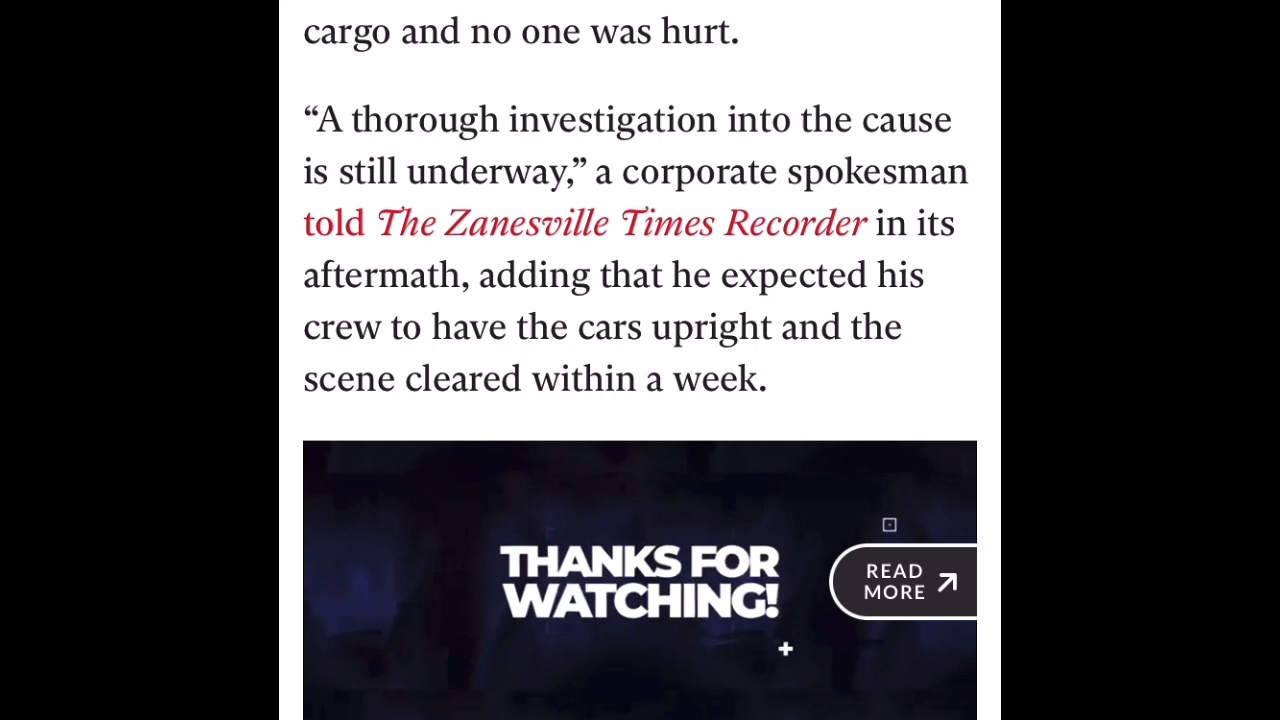 cargo and no one was hurt.
“A thorough investigation into the cause
is still underway,” a corporate spokesman
told The Zanesville Times Recorder in its
aftermath, adding that he expected his
crew to have the cars upright and the
scene cleared within a week.
THANKS FOR
WATCHING!
READ
MORE